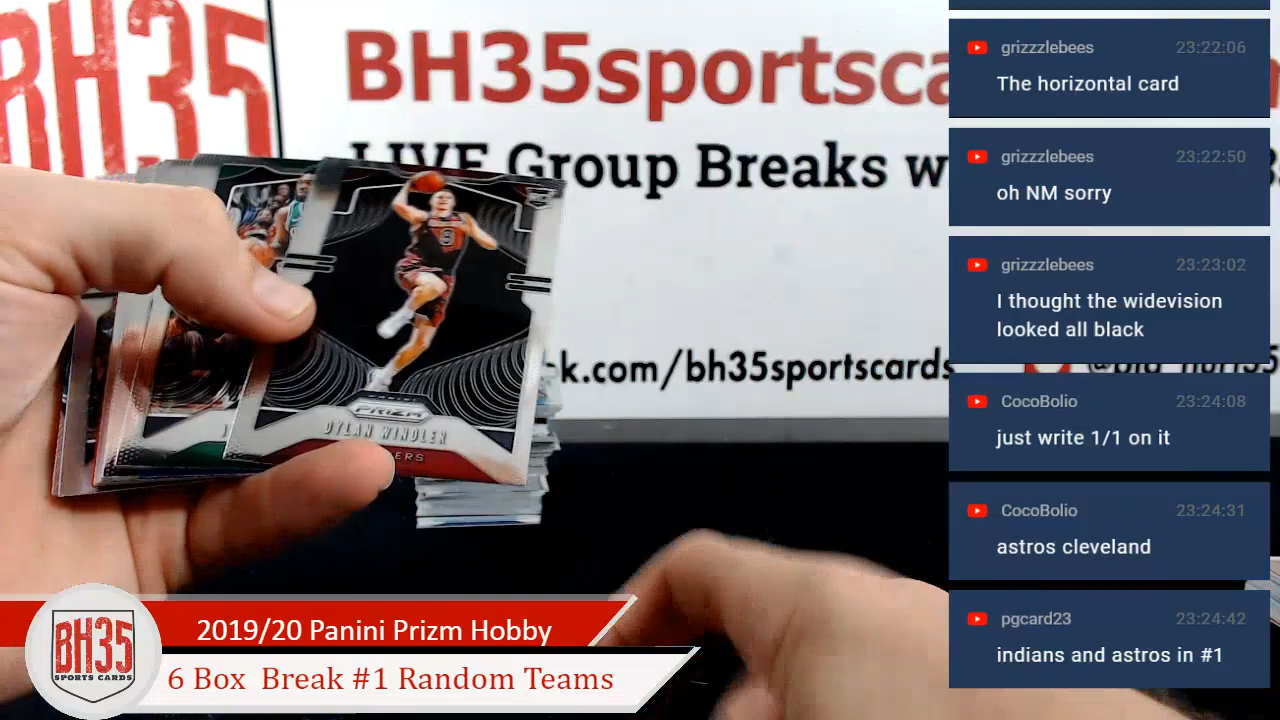 BH35
BH35sportsca
LIVE Group Breaks w
k.com/bh35sportscards
PANINI
PRIZM
DYLAN WINDLER
ERS
grizzzlebees 23:22:06
The horizontal card
grizzzlebees 23:22:50
oh NM sorry
grizzzlebees 23:23:02
I thought the widevision
looked all black
CocoBolio 23:24:08
just write 1/1 on it
CocoBolio 23:24:31
astros cleveland
pgcard23 23:24:42
indians and astros in #1
BH35
SPORTS CARDS
2019/20 Panini Prizm Hobby
6 Box Break #1 Random Teams